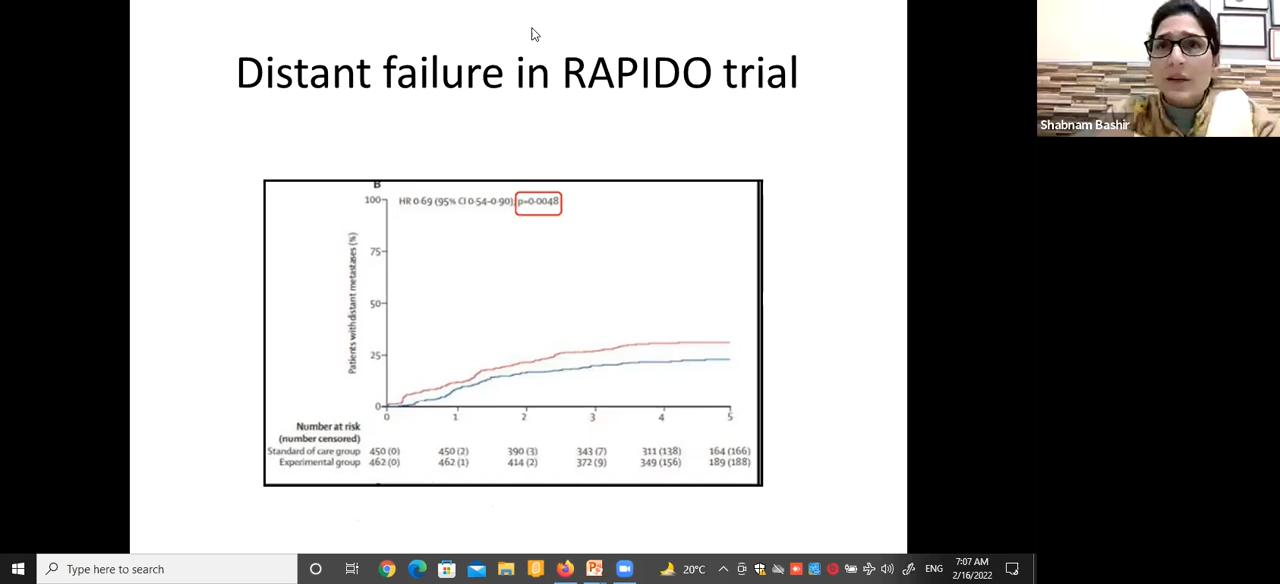 Distant failure in RAPIDO trial
Shabnam Bashir
B
HR 0·69 (95% CI 0·54-0·90); p=0·0048
100
75
50
25
0
Patients with distant metastases (%)
0 1 2 3 4 5
Number at risk
(number censored)
Standard of care group 450 (0) 450 (2) 390 (3) 343 (7) 311 (138) 164 (166)
Experimental group 462 (0) 462 (1) 414 (2) 372 (9) 349 (156) 189 (188)
Type here to search
20°C
ENG
7:07 AM
2/16/2022